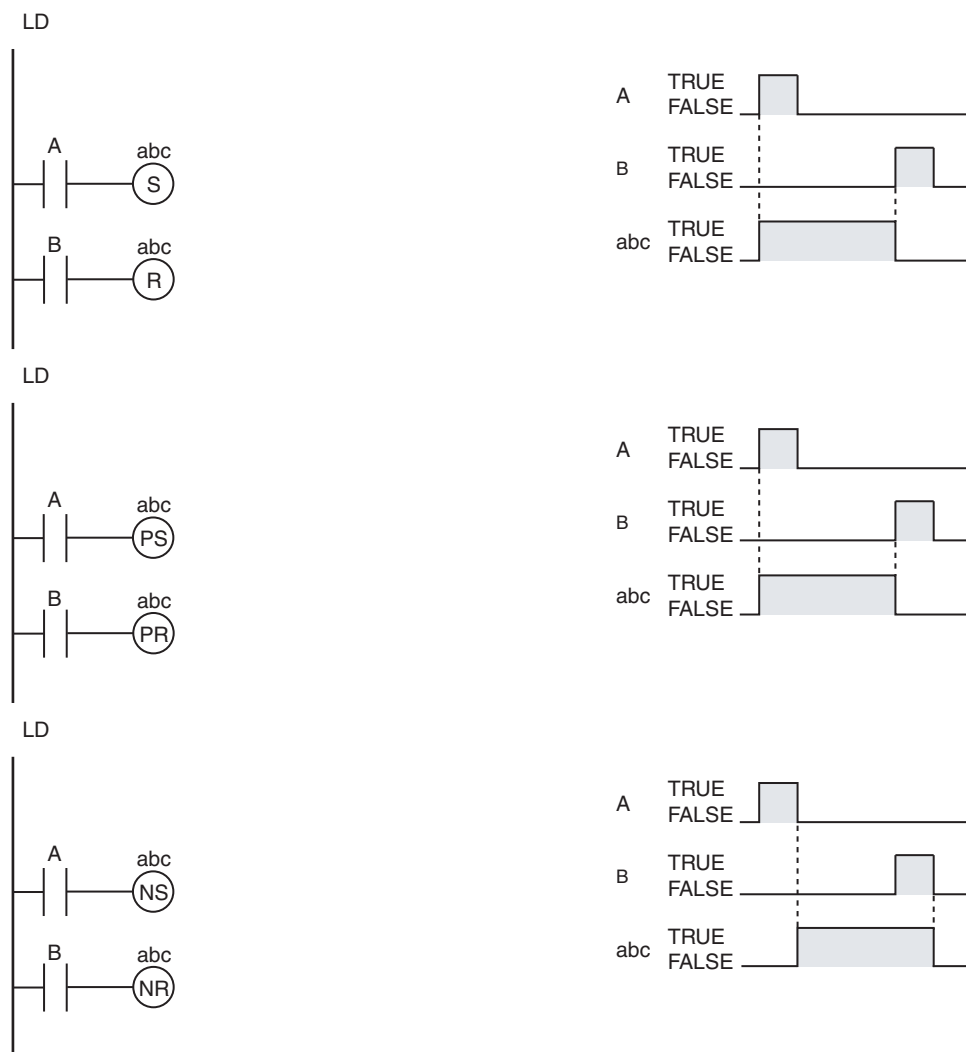 LD
A
abc
S
B
abc
R
A TRUE
FALSE
B TRUE
FALSE
abc TRUE
FALSE
LD
A
abc
PS
B
abc
PR
A TRUE
FALSE
B TRUE
FALSE
abc TRUE
FALSE
LD
A
abc
NS
B
abc
NR
A TRUE
FALSE
B TRUE
FALSE
abc TRUE
FALSE